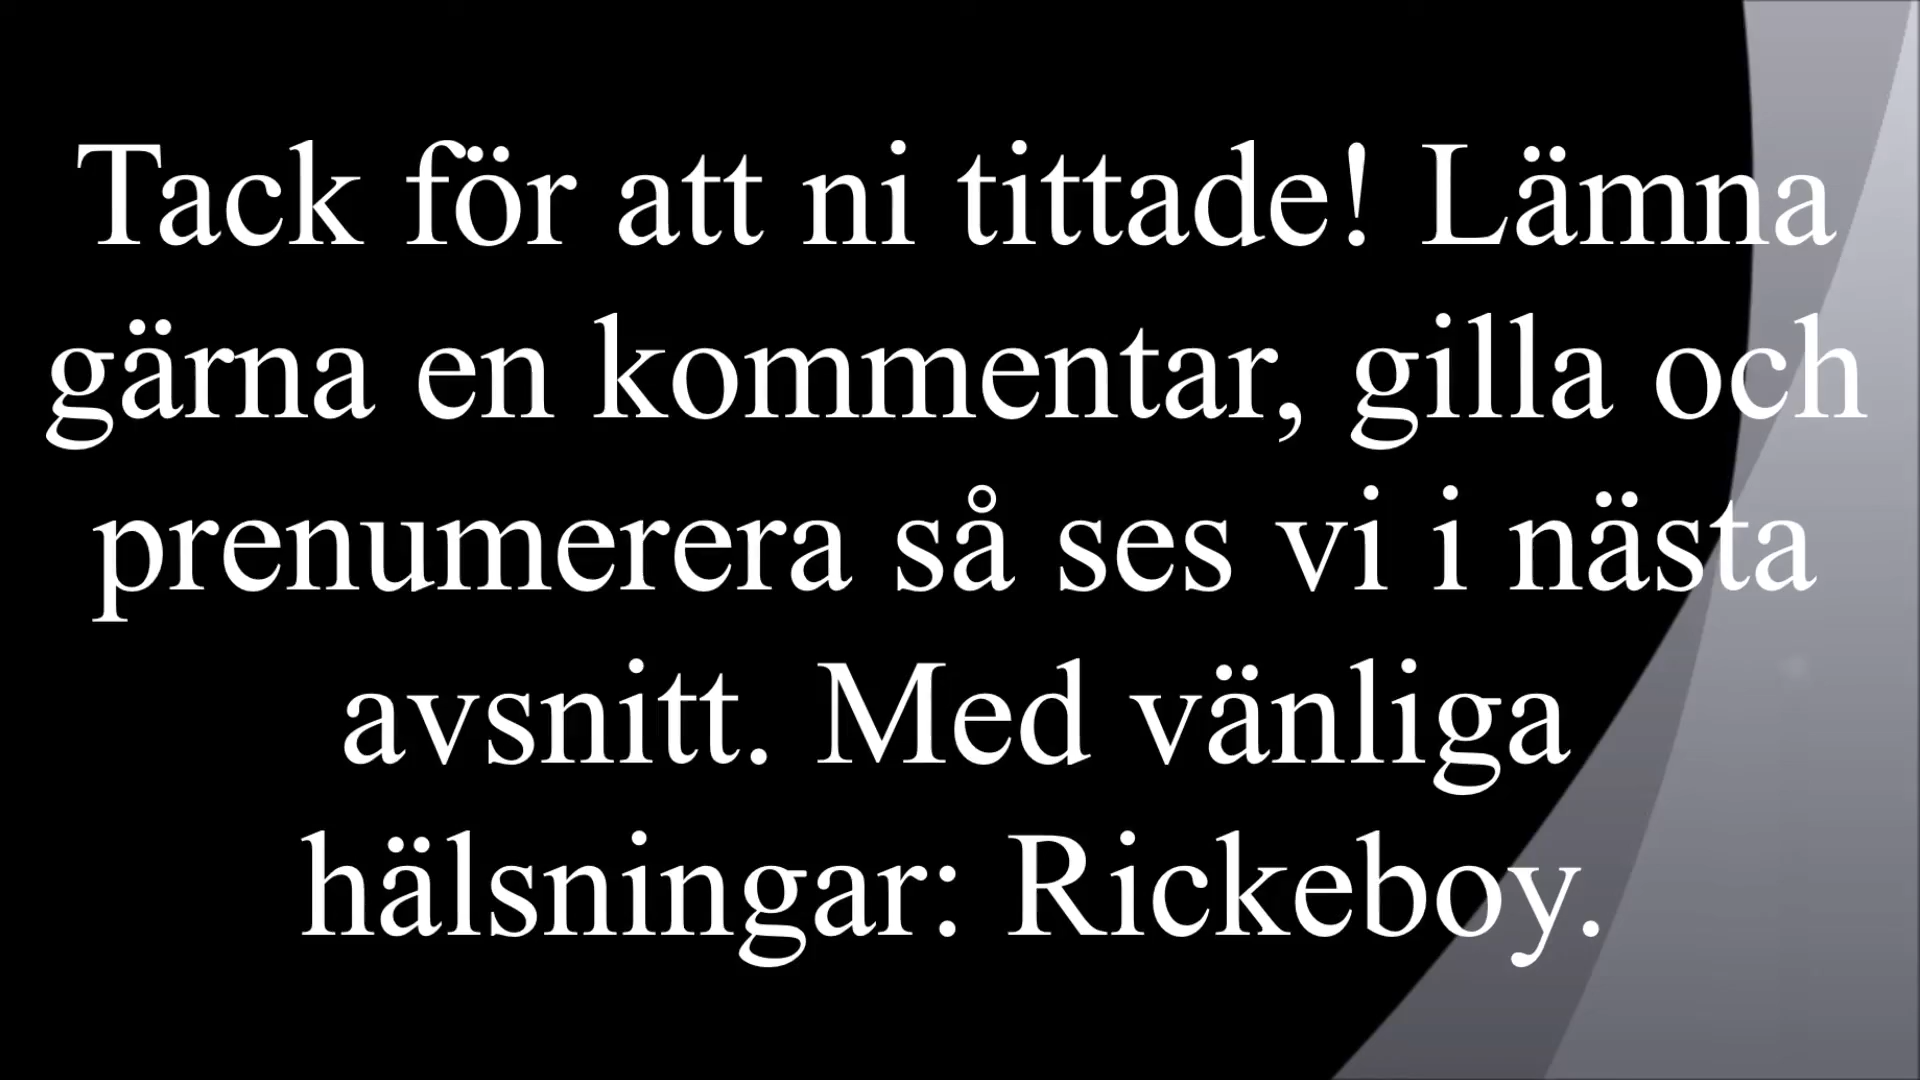 Tack för att ni tittade! Lämna
gärna en kommentar, gilla och
prenumerera så ses vi i nästa
avsnitt. Med vänliga
hälsningar: Rickeboy.